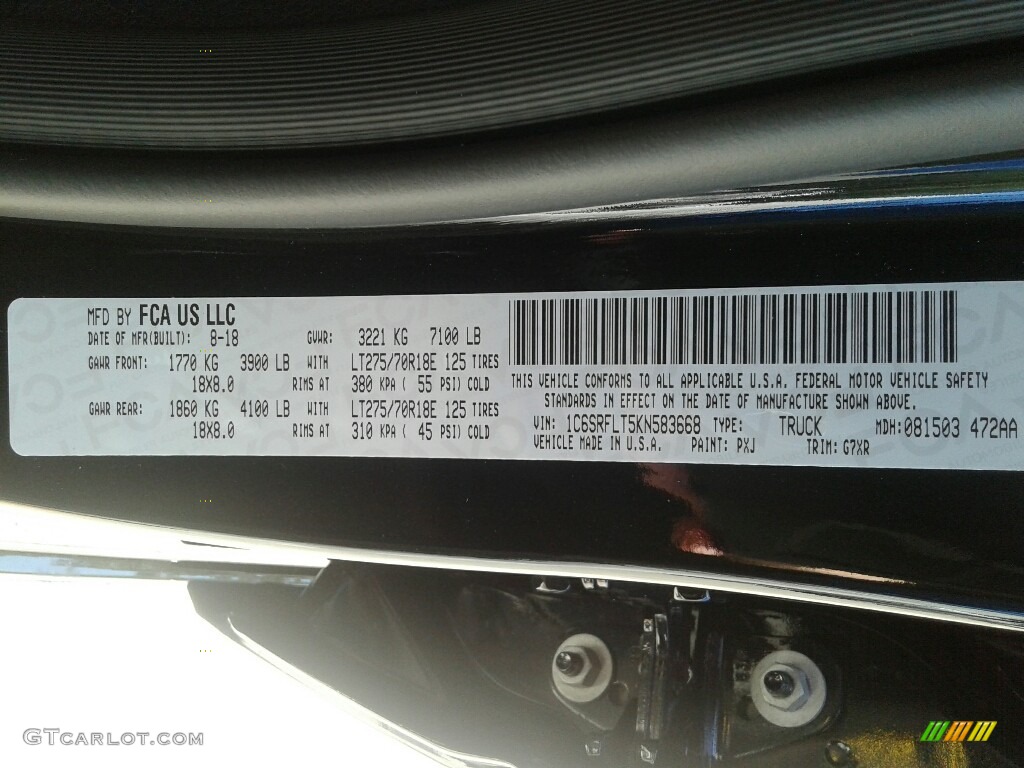 MFD BY FCA US LLC
DATE OF MFR(BUILT): 8-18 GVWR: 3221 KG 7100 LB
GAWR FRONT: 1770 KG 3900 LB WITH LT275/70R18E 125 TIRES
18X8.0 RIMS AT 380 KPA ( 55 PSI) COLD
GAWR REAR: 1860 KG 4100 LB WITH LT275/70R18E 125 TIRES
18X8.0 RIMS AT 310 KPA ( 45 PSI) COLD
THIS VEHICLE CONFORMS TO ALL APPLICABLE U.S.A. FEDERAL MOTOR VEHICLE SAFETY
STANDARDS IN EFFECT ON THE DATE OF MANUFACTURE SHOWN ABOVE.
VIN: 1C6SRFLT5KN583668 TYPE: TRUCK MDH:081503 472AA
VEHICLE MADE IN U.S.A. PAINT: PXJ TRIM: G7XR
GTCarLot.com